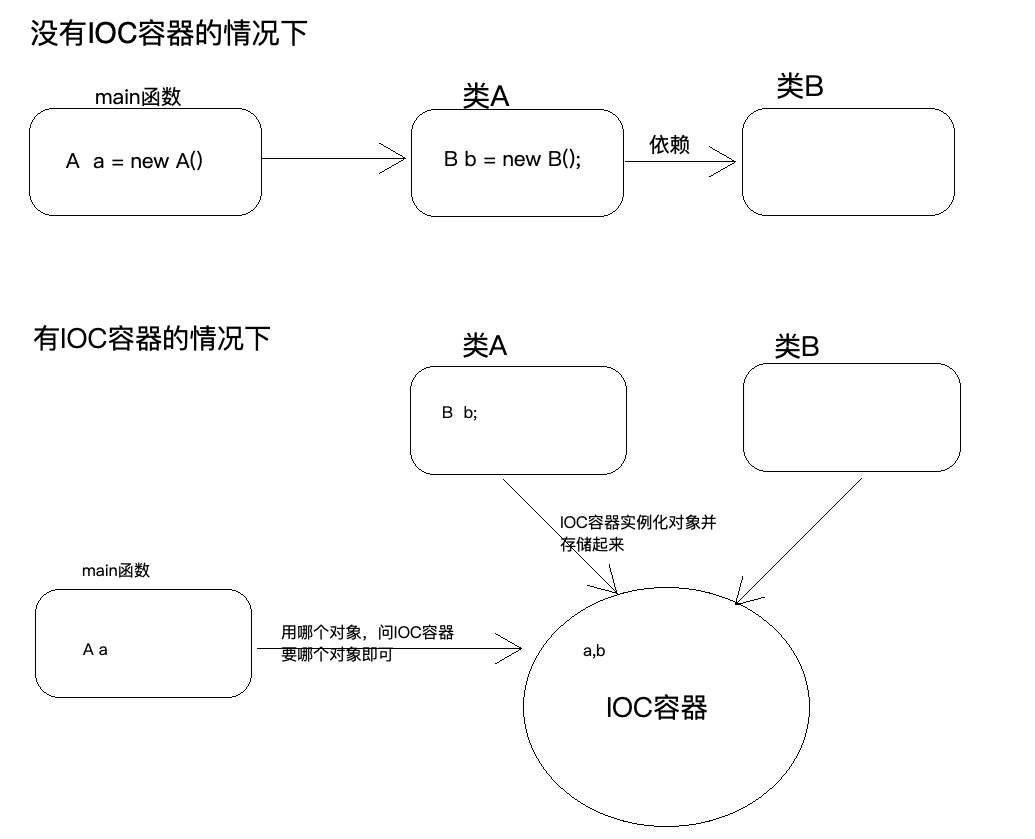 没有IOC容器的情况下
main函数
类A
类B
A  a = new A()
B b = new B();
依赖
有IOC容器的情况下
类A
类B
B  b;
IOC容器实例化对象并
存储起来
main函数
A a
用哪个对象，问IOC容器
要哪个对象即可
a,b
IOC容器